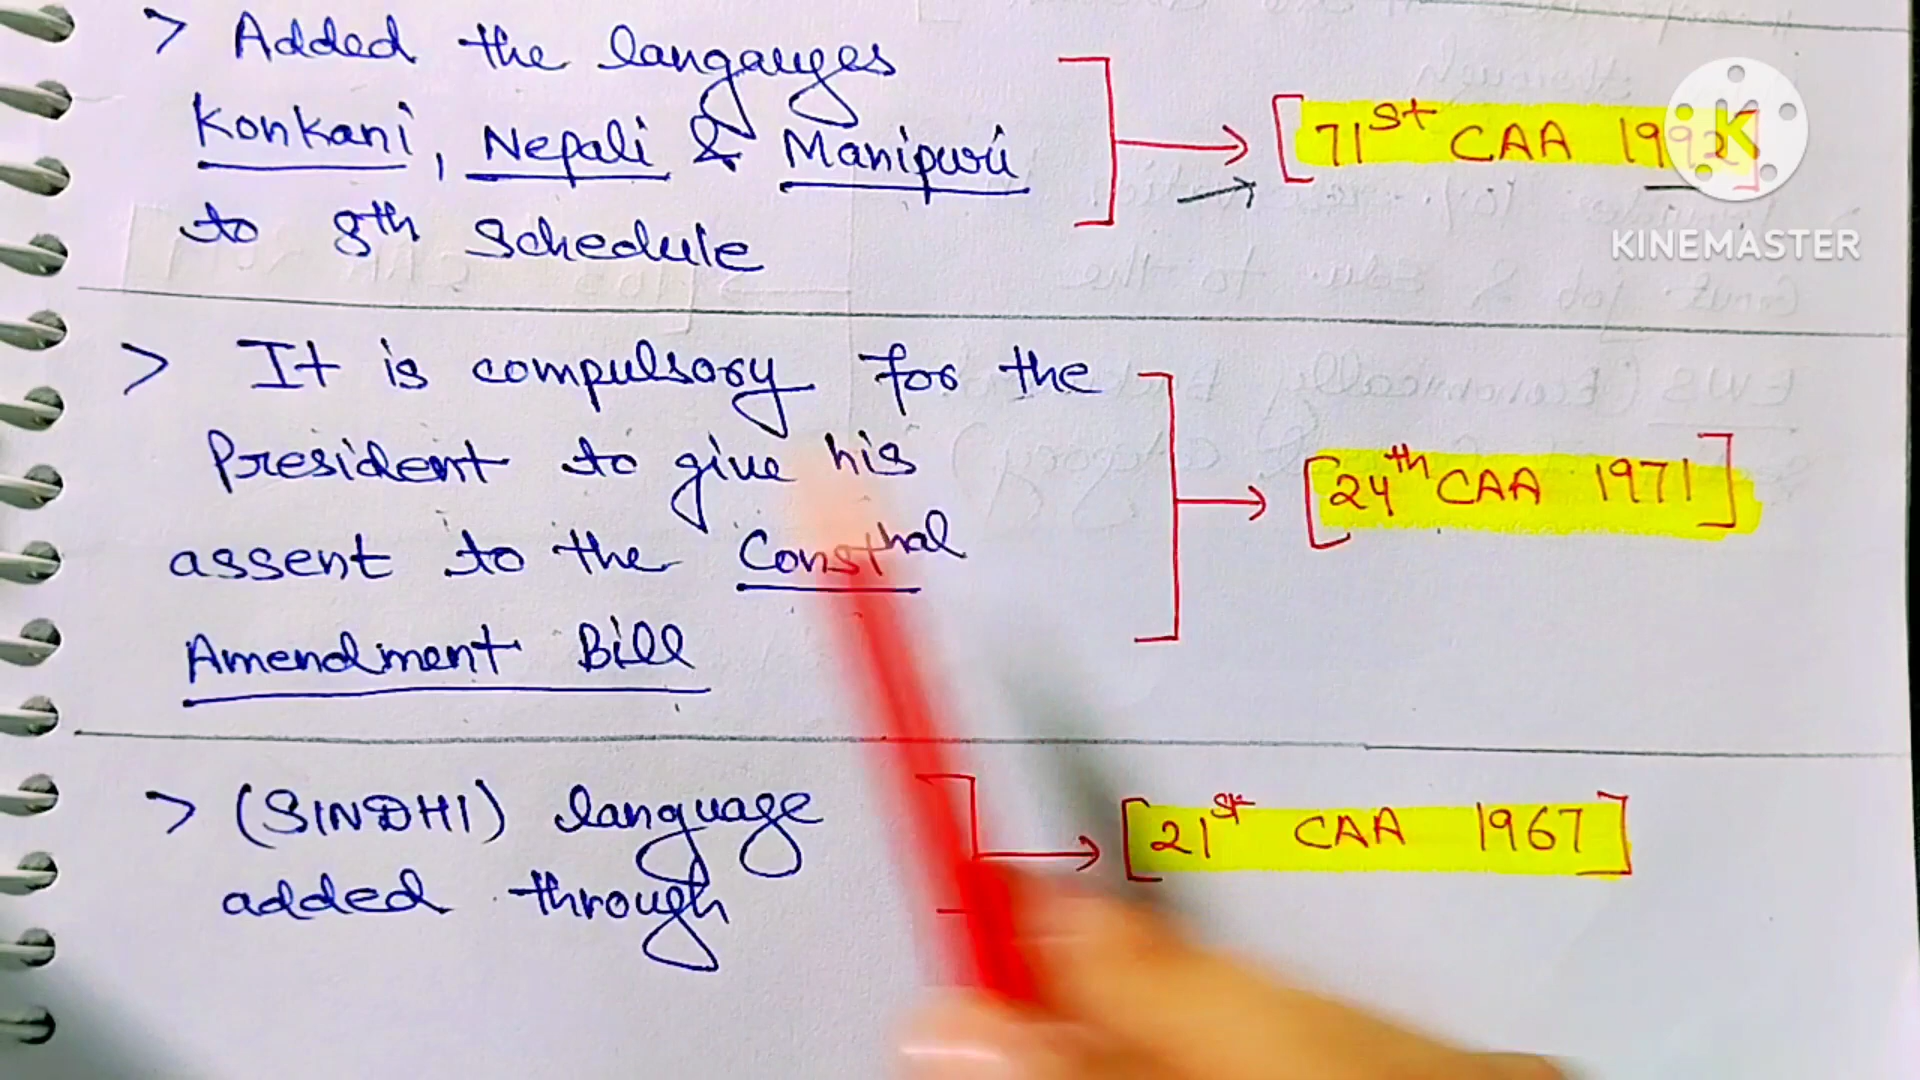 > Added the langauges
Konkani, Nepali & Manipuri
to 8th Schedule
[71st CAA 1992]
K
KINEMASTER
> It is compulsory for the
President to give his
assent to the Consthal
Amendment Bill
[24th CAA 1971]
> (SINDHI) language
added through
[21st CAA 1967]